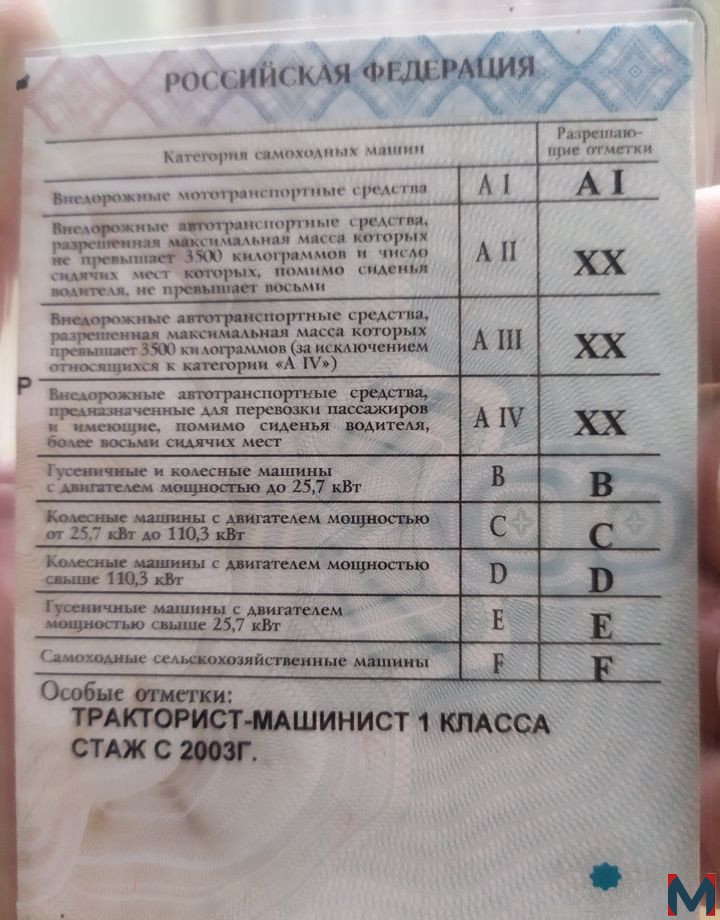 РОССИЙСКАЯ ФЕДЕРАЦИЯ
Категория самоходных машин
Разрешаю-
щие отметки
Внедорожные мототранспортные средства
A I
A I
Внедорожные автотранспортные средства,
разрешенная максимальная масса которых
не превышает 3500 килограммов и число
сидячих мест которых, помимо сиденья
водителя, не превышает восьми
A II
XX
Внедорожные автотранспортные средства,
разрешенная максимальная масса которых
превышает 3500 килограммов (за исключением
относящихся к категории «A IV»)
A III
XX
Р
Внедорожные автотранспортные средства,
предназначенные для перевозки пассажиров
и имеющие, помимо сиденья водителя,
более восьми сидячих мест
A IV
XX
Гусеничные и колесные машины
с двигателем мощностью до 25,7 кВт
B
B
Колесные машины с двигателем мощностью
от 25,7 кВт до 110,3 кВт
C
C
Колесные машины с двигателем мощностью
свыше 110,3 кВт
D
D
Гусеничные машины с двигателем
мощностью свыше 25,7 кВт
E
E
Самоходные сельскохозяйственные машины
F
F
Особые отметки:
ТРАКТОРИСТ-МАШИНИСТ 1 КЛАССА
СТАЖ С 2003Г.
M